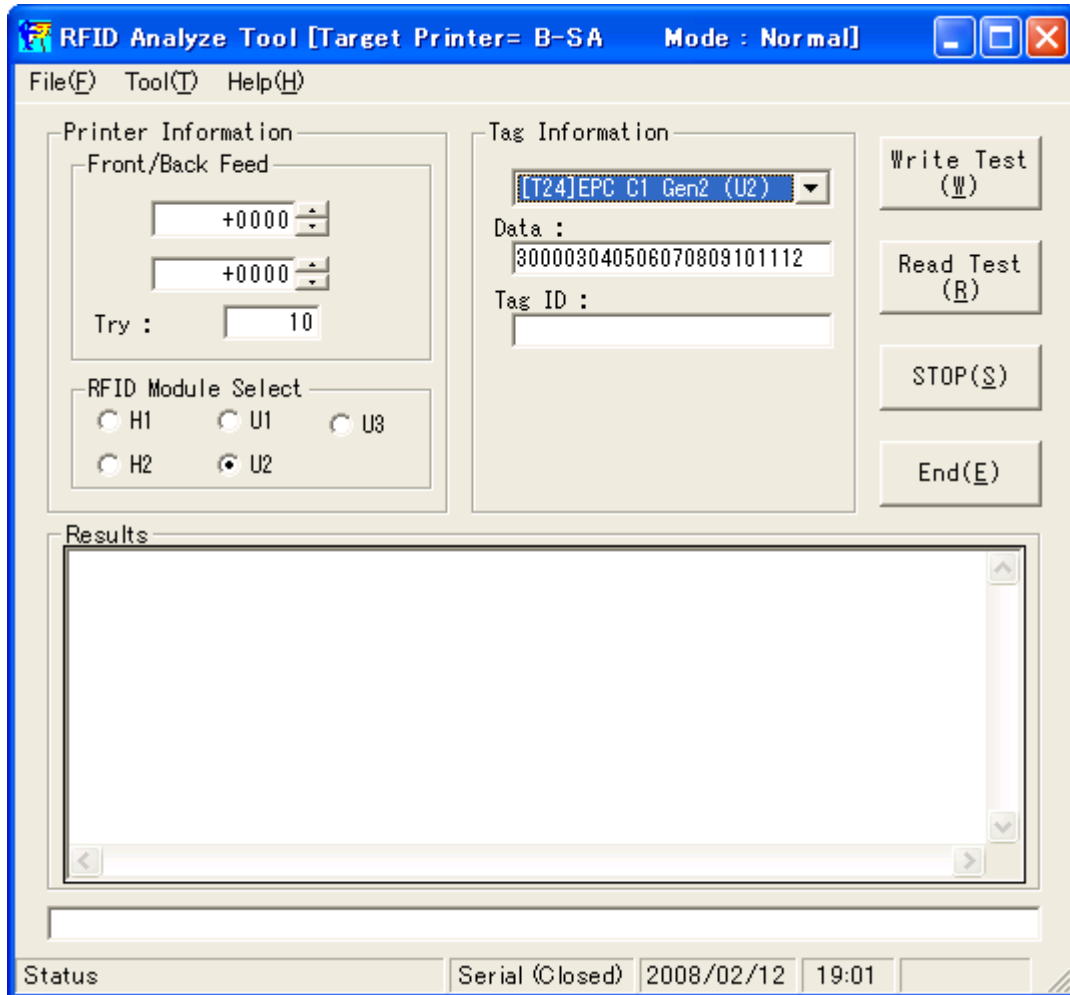 RFID Analyze Tool [Target Printer= B-SA Mode : Normal]
File(F) Tool(T) Help(H)
Printer Information
Front/Back Feed
+0000
+0000
Try : 10
RFID Module Select
H1 U1 U3
H2 U2
Tag Information
[T24]EPC C1 Gen2 (U2)
Data :
300003040506070809101112
Tag ID :
Write Test
(W)
Read Test
(R)
STOP(S)
End(E)
Results
Status Serial (Closed) 2008/02/12 19:01